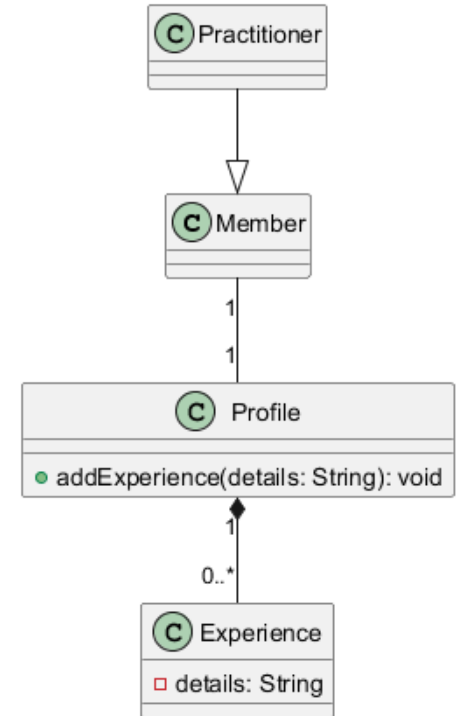 C Practitioner
C Member
1
1
C Profile
addExperience(details: String): void
1
0..*
C Experience
details: String